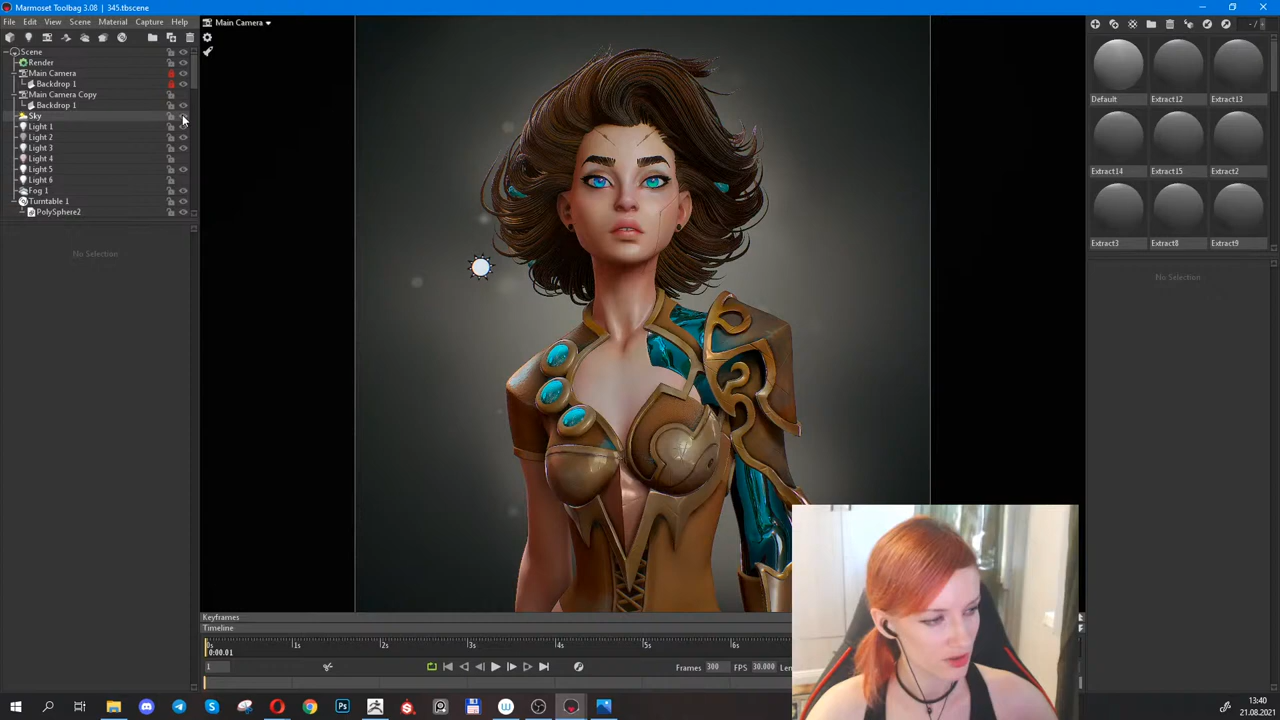 Marmoset Toolbag 3.08 | 345.tbscene
File Edit View Scene Material Capture Help
Main Camera
Scene
Render
Main Camera
Backdrop 1
Main Camera Copy
Backdrop 1
Sky
Light 1
Light 2
Light 3
Light 4
Light 5
Light 6
Fog 1
Turntable 1
PolySphere2
No Selection
- /
Default Extract12 Extract13
Extract14 Extract15 Extract2
Extract3 Extract8 Extract9
No Selection
Keyframes
Timeline
0s 1s 2s 3s 4s 5s 6s
0:00.01
1
Frames 300 FPS 30.000
13:40
21.08.2021